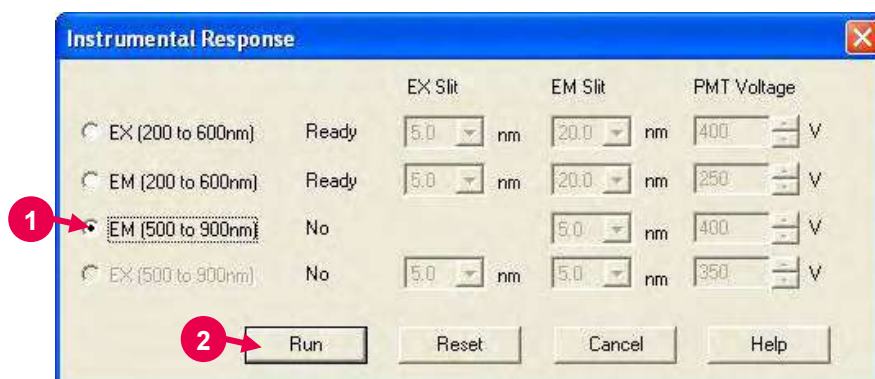 Instrumental Response
EX Slit EM Slit PMT Voltage
EX (200 to 600nm) Ready 5.0 nm 20.0 nm 400 V
EM (200 to 600nm) Ready 5.0 nm 20.0 nm 250 V
1 EM (500 to 900nm) No 5.0 nm 400 V
EX (500 to 900nm) No 5.0 nm 5.0 nm 350 V
2 Run Reset Cancel Help